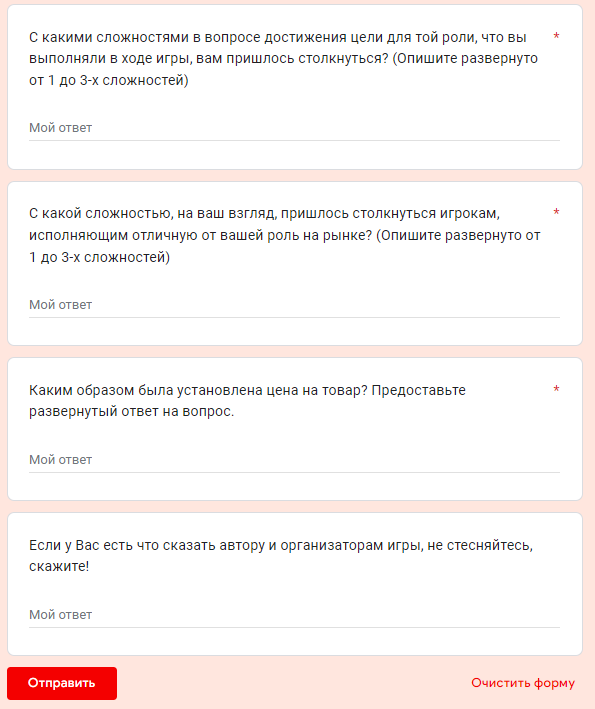 С какими сложностями в вопросе достижения цели для той роли, что вы *
выполняли в ходе игры, вам пришлось столкнуться? (Опишите развернуто
от 1 до 3-х сложностей)
Мой ответ
С какой сложностью, на ваш взгляд, пришлось столкнуться игрокам, *
исполняющим отличную от вашей роль на рынке? (Опишите развернуто от
1 до 3-х сложностей)
Мой ответ
Каким образом была установлена цена на товар? Предоставьте *
развернутый ответ на вопрос.
Мой ответ
Если у Вас есть что сказать автору и организаторам игры, не стесняйтесь,
скажите!
Мой ответ
Отправить Очистить форму